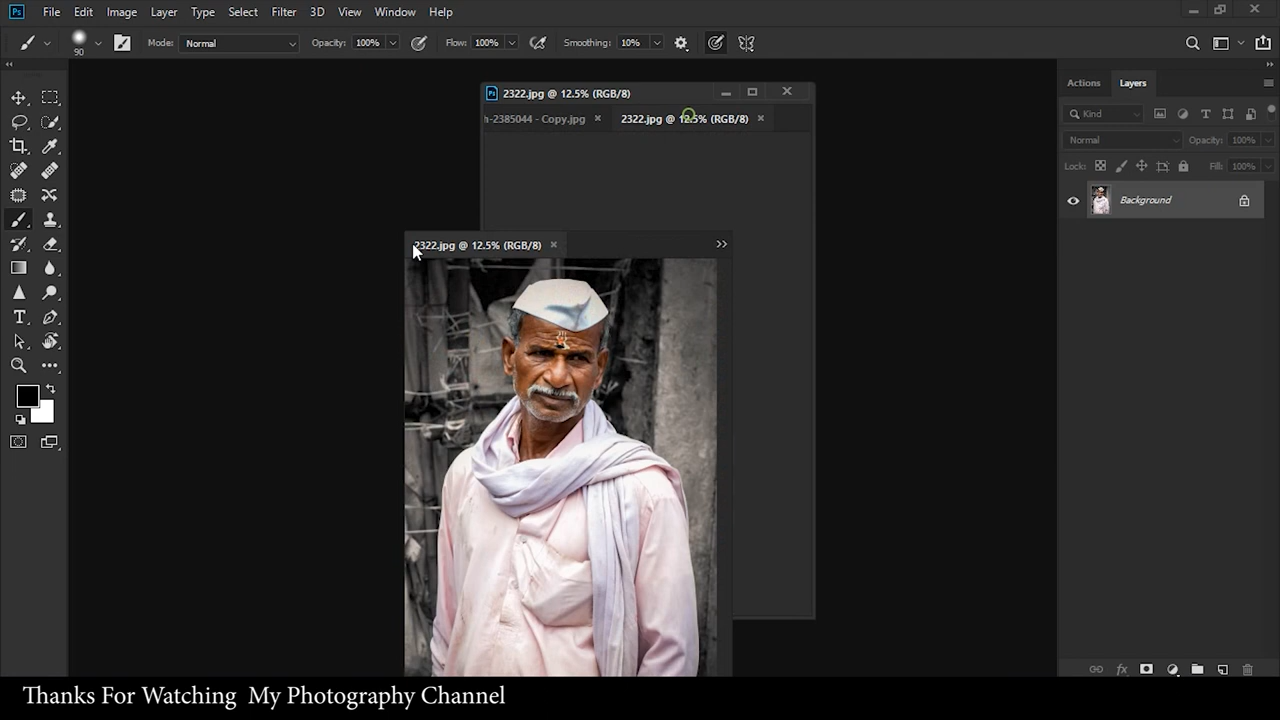 Ps File Edit Image Layer Type Select Filter 3D View Window Help
90 Mode: Normal Opacity: 100% Flow: 100% Smoothing: 10%
2322.jpg @ 12.5% (RGB/8)
h-2385044 - Copy.jpg × 2322.jpg @ 12.5% (RGB/8) ×
2322.jpg @ 12.5% (RGB/8) ×
Actions Layers
Kind
Normal Opacity: 100%
Lock: Fill: 100%
Background
Thanks For Watching My Photography Channel